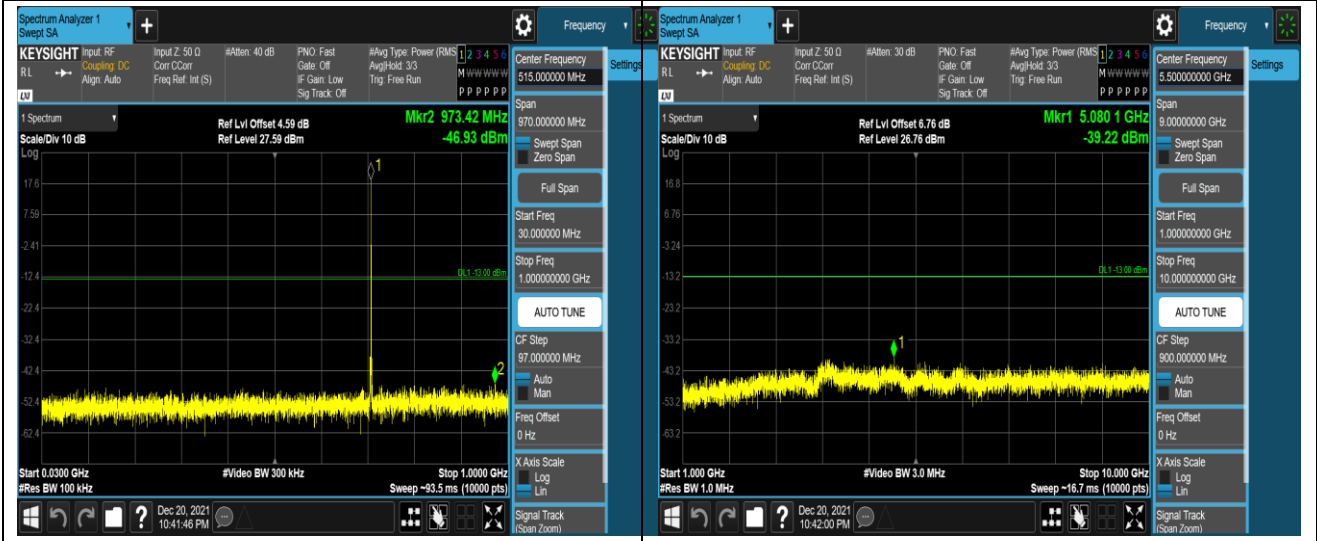 Spectrum Analyzer 1
Swept SA
Frequency
KEYSIGHT
RL
LXI
Input: RF
Coupling: DC
Align: Auto
Input Z: 50 Ω
Corr CCorr
Freq Ref: Int (S)
#Atten: 40 dB
PNO: Fast
Gate: Off
IF Gain: Low
Sig Track: Off
#Avg Type: Power (RMS
Avg|Hold: 3/3
Trig: Free Run
1 2 3 4 5 6
M W W W W W
P P P P P P
1 Spectrum
Scale/Div 10 dB
Log
Ref Lvl Offset 4.59 dB
Ref Level 27.59 dBm
Mkr2 973.42 MHz
-46.93 dBm
1
17.6
7.59
-2.41
-12.4
DL1 -13.00 dBm
-22.4
-32.4
-42.4
2
-52.4
-62.4
Start 0.0300 GHz
#Video BW 300 kHz
Stop 1.0000 GHz
#Res BW 100 kHz
Sweep ~93.5 ms (10000 pts)
Dec 20, 2021
10:41:46 PM
Center Frequency
515.000000 MHz
Span
970.000000 MHz
Swept Span
Zero Span
Full Span
Start Freq
30.000000 MHz
Stop Freq
1.000000000 GHz
AUTO TUNE
CF Step
97.000000 MHz
Auto
Man
Freq Offset
0 Hz
X Axis Scale
Log
Lin
Signal Track
(Span Zoom)
Settings
Spectrum Analyzer 1
Swept SA
Frequency
KEYSIGHT
RL
LXI
Input: RF
Coupling: DC
Align: Auto
Input Z: 50 Ω
Corr CCorr
Freq Ref: Int (S)
#Atten: 30 dB
PNO: Fast
Gate: Off
IF Gain: Low
Sig Track: Off
#Avg Type: Power (RMS
Avg|Hold: 3/3
Trig: Free Run
1 2 3 4 5 6
M W W W W W
P P P P P P
1 Spectrum
Scale/Div 10 dB
Log
Ref Lvl Offset 6.76 dB
Ref Level 26.76 dBm
Mkr1 5.080 1 GHz
-39.22 dBm
16.8
6.76
-3.24
DL1 -13.00 dBm
-13.2
-23.2
-33.2
1
-43.2
-53.2
-63.2
Start 1.000 GHz
#Video BW 3.0 MHz
Stop 10.000 GHz
#Res BW 1.0 MHz
Sweep ~16.7 ms (10000 pts)
Dec 20, 2021
10:42:00 PM
Center Frequency
5.500000000 GHz
Span
9.00000000 GHz
Swept Span
Zero Span
Full Span
Start Freq
1.000000000 GHz
Stop Freq
10.000000000 GHz
AUTO TUNE
CF Step
900.000000 MHz
Auto
Man
Freq Offset
0 Hz
X Axis Scale
Log
Lin
Signal Track
(Span Zoom)
Settings